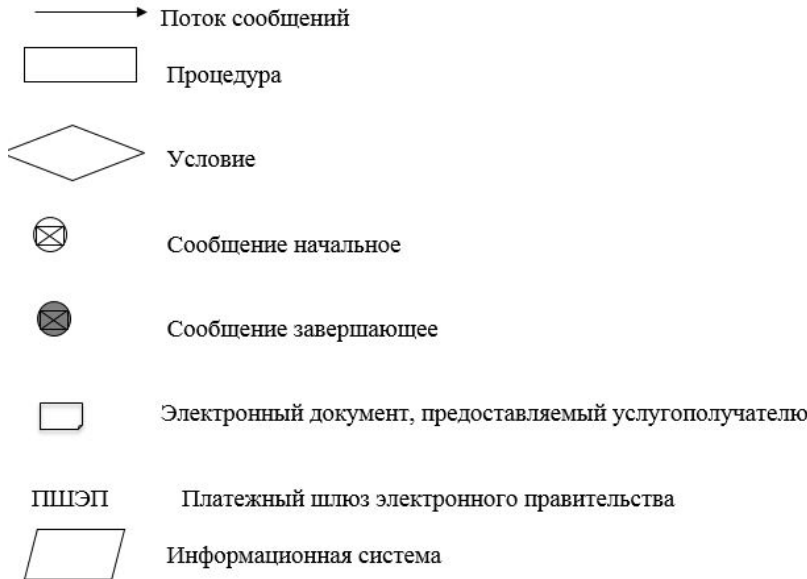 Поток сообщений
Процедура
Условие
Сообщение начальное
Сообщение завершающее
Электронный документ, предоставляемый услугополучателю
ПШЭП Платежный шлюз электронного правительства
Информационная система